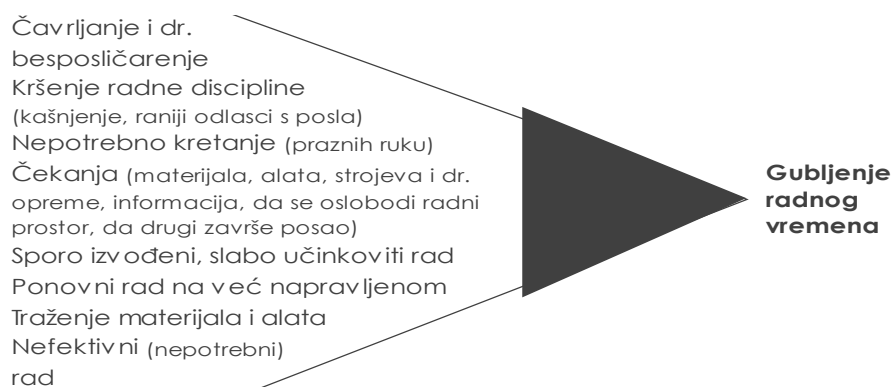 Čavrljanje i dr.
besposličarenje
Kršenje radne discipline
(kašnjenje, raniji odlasci s posla)
Nepotrebno kretanje (praznih ruku)
Čekanja (materijala, alata, strojeva i dr.
opreme, informacija, da se oslobodi radni
prostor, da drugi završe posao)
Sporo izvođeni, slabo učinkoviti rad
Ponovni rad na već napravljenom
Traženje materijala i alata
Nefektivni (nepotrebni)
rad
Gubljenje
radnog
vremena